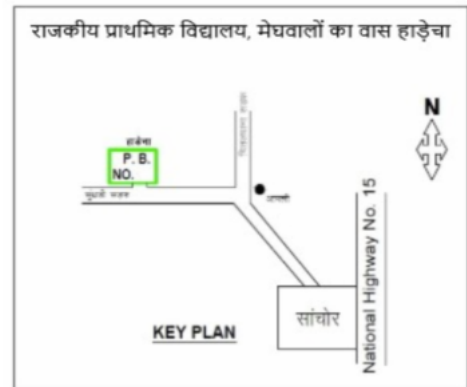 राजकीय प्राथमिक विद्यालय, मेघवालों का वास हाड़ेचा
N
हाडेचा
P. B.
NO.
सांचोर
National Highway No. 15
KEY PLAN